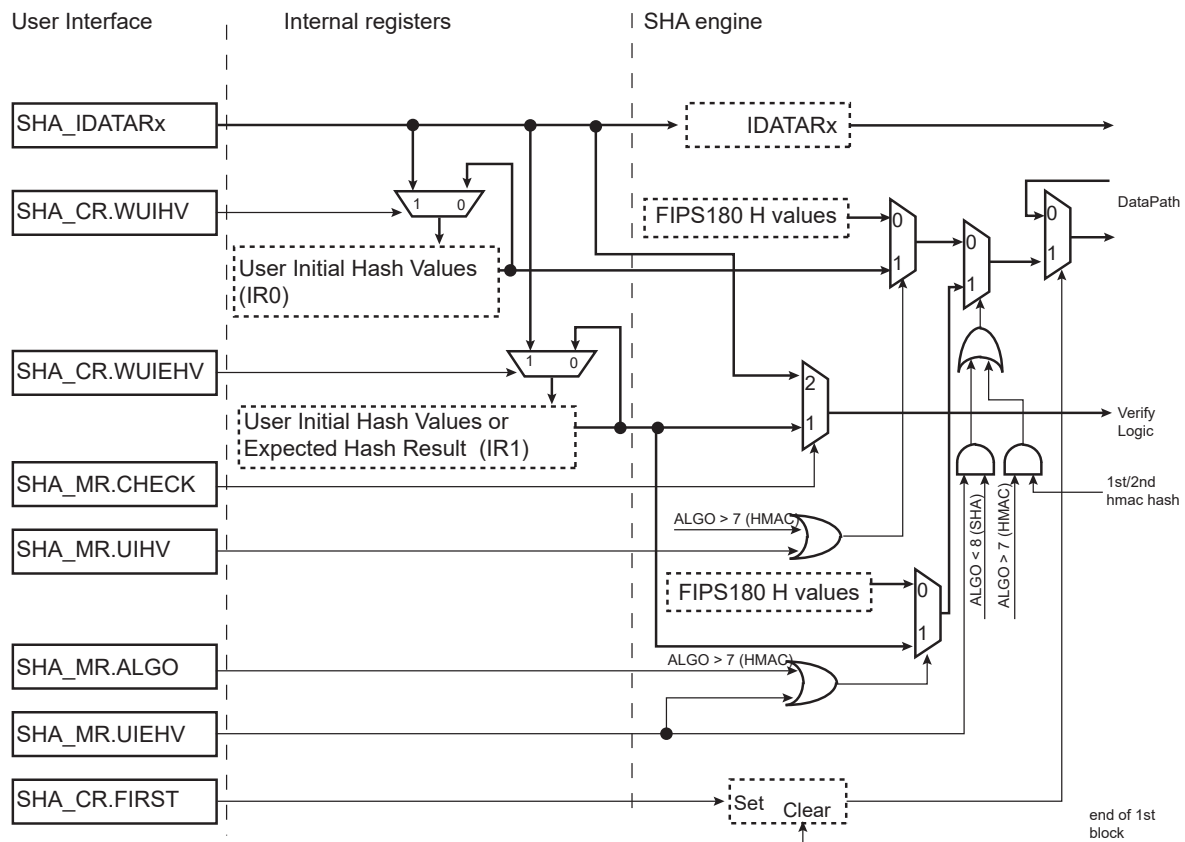 User Interface
Internal registers
SHA engine
SHA_IDATARx
IDATARx
SHA_CR.WUIHV
1 0
FIPS180 H values
0
1
0
1
0
1
DataPath
User Initial Hash Values
(IR0)
SHA_CR.WUIEHV
1 0
2
1
User Initial Hash Values or
Expected Hash Result (IR1)
Verify
Logic
SHA_MR.CHECK
1st/2nd
hmac hash
ALGO < 8 (SHA)
ALGO > 7 (HMAC)
ALGO > 7 (HMAC)
SHA_MR.UIHV
FIPS180 H values
0
1
SHA_MR.ALGO
ALGO > 7 (HMAC)
SHA_MR.UIEHV
SHA_CR.FIRST
Set
Clear
end of 1st
block